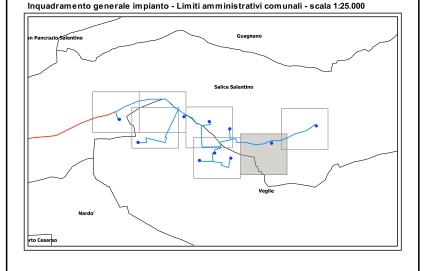 Inquadramento generale impianto - Limiti amministrativi comunali - scala 1:25.000
Guagnano
an Pancrazio Salentino
Salice Salentino
Veglie
Nardo'
rto Cesareo